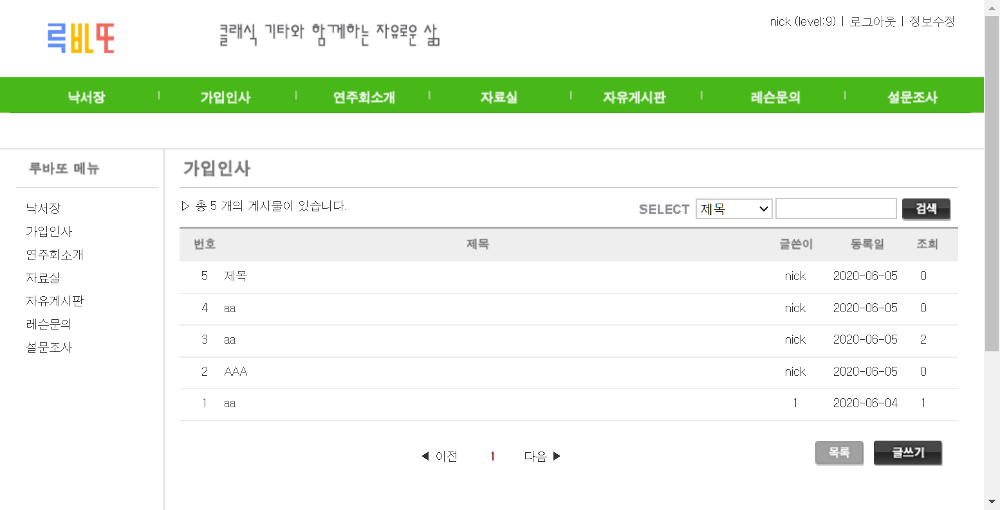 루바또
클래식 기타와 함께하는 자유로운 삶
nick (level:9) | 로그아웃 | 정보수정
낙서장 | 가입인사 | 연주회소개 | 자료실 | 자유게시판 | 레슨문의 | 설문조사
루바또 메뉴
낙서장
가입인사
연주회소개
자료실
자유게시판
레슨문의
설문조사
가입인사
▷ 총 5 개의 게시물이 있습니다.
SELECT 제목 검색
번호 제목 글쓴이 등록일 조회
5 제목 nick 2020-06-05 0
4 aa nick 2020-06-05 0
3 aa nick 2020-06-05 2
2 AAA nick 2020-06-05 0
1 aa 1 2020-06-04 1
◀ 이전 1 다음 ▶
목록 글쓰기